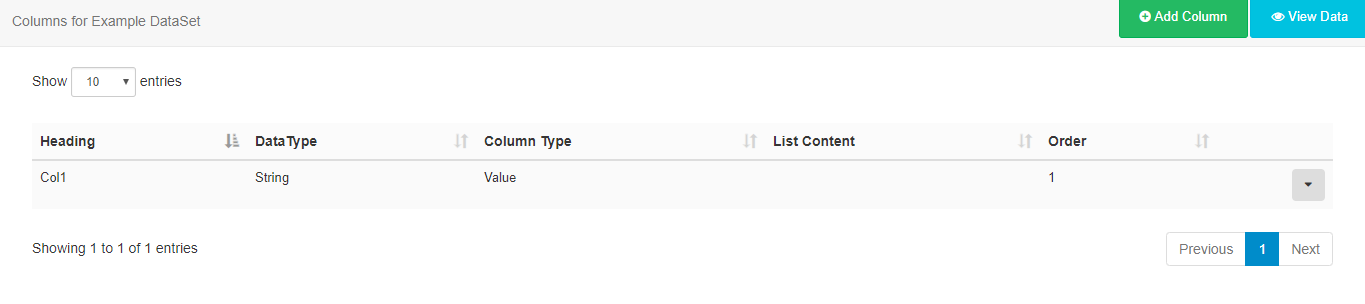 Columns for Example DataSet
Add Column
View Data
Show 10 entries
Heading DataType Column Type List Content Order
Col1 String Value 1
Showing 1 to 1 of 1 entries
Previous 1 Next